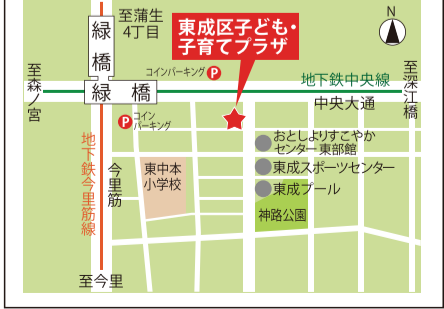 至蒲生
4丁目
東成区子ども・
子育てプラザ
N
緑橋
コインパーキング P
地下鉄中央線
至深江橋
至森ノ宮
緑橋
中央大通
P コイン
パーキング
おとしよりすこやか
センター東部館
地下鉄今里筋線
今里筋
東中本
小学校
東成スポーツセンター
東成プール
神路公園
至今里